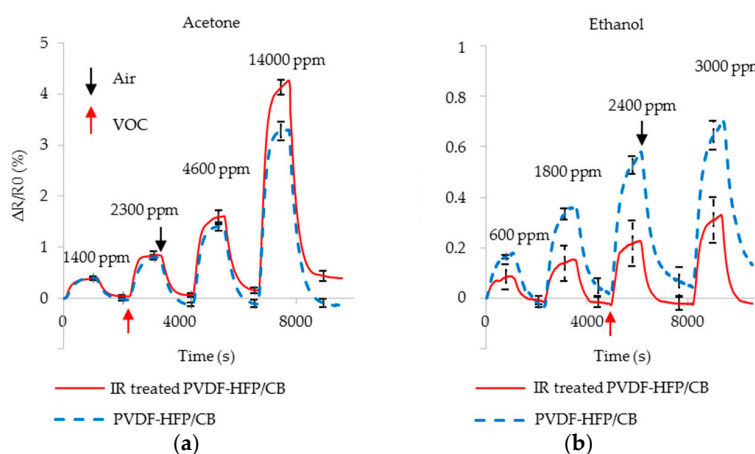 Acetone
5
4
3
2
1
0
ΔR/R0 (%)
Air
VOC
1400 ppm
2300 ppm
4600 ppm
14000 ppm
0
4000
8000
Time (s)
IR treated PVDF-HFP/CB
PVDF-HFP/CB
(a)
Ethanol
1
0.8
0.6
0.4
0.2
0
600 ppm
1800 ppm
2400 ppm
3000 ppm
0
4000
8000
Time (s)
IR treated PVDF-HFP/CB
PVDF-HFP/CB
(b)